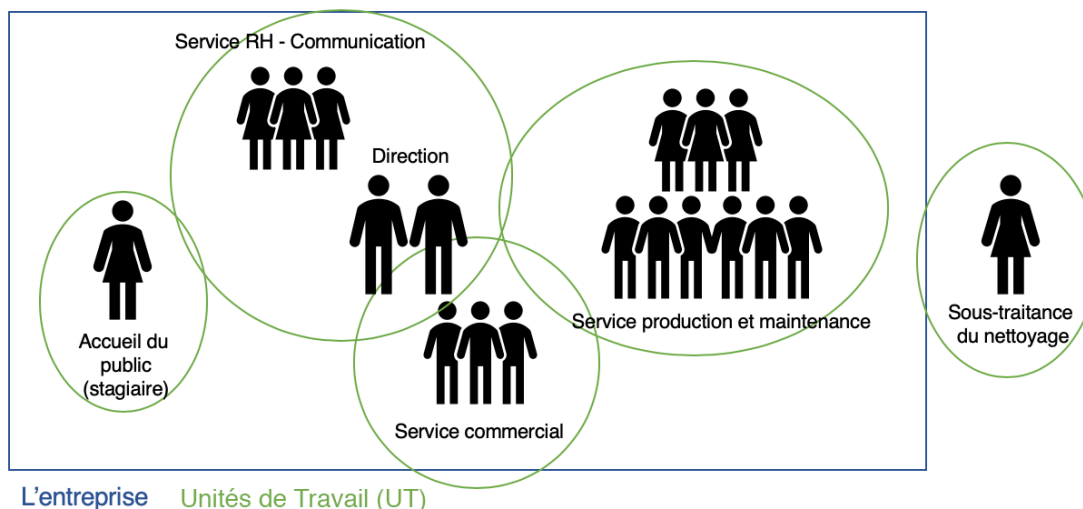 Service RH - Communication
Direction
Accueil du
public
(stagiaire)
Service commercial
Service production et maintenance
Sous-traitance
du nettoyage
L'entreprise
Unités de Travail (UT)